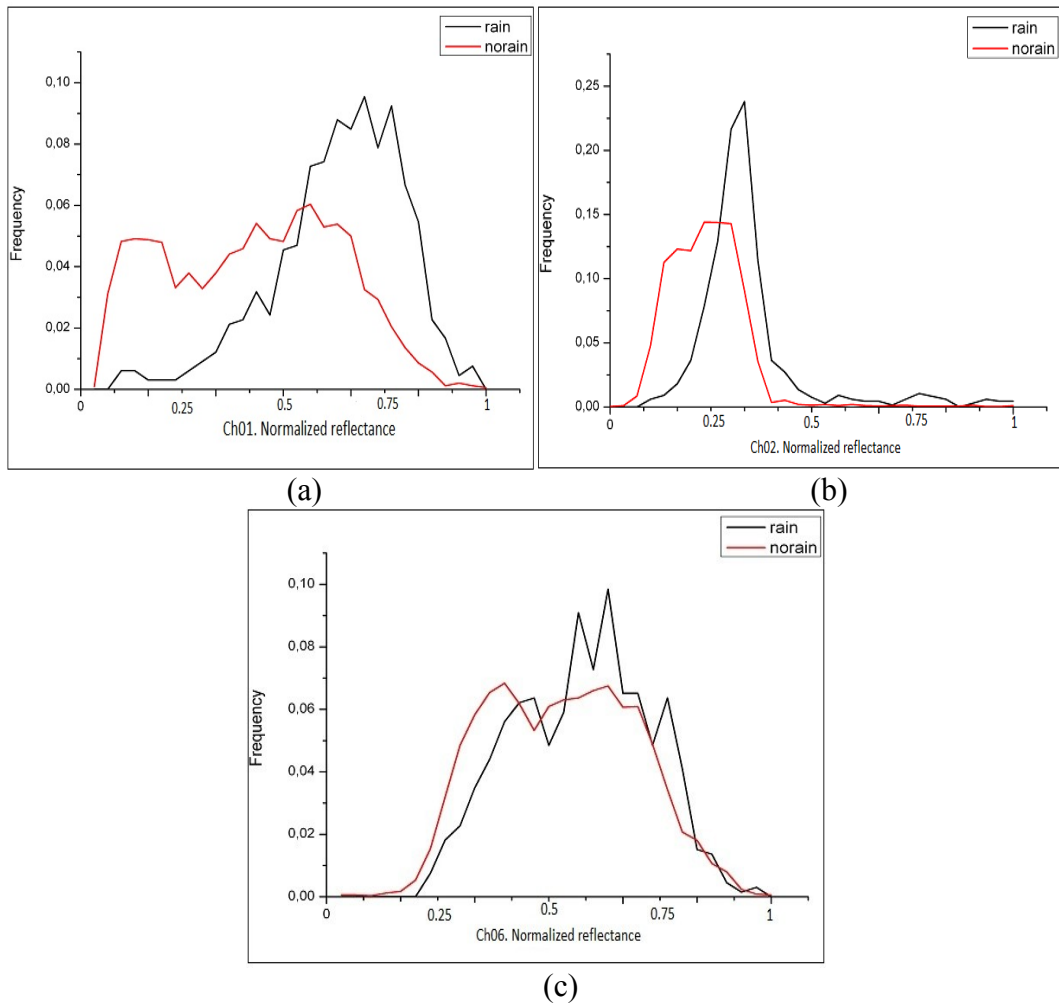 rain
norain
0,10
0,08
0,06
0,04
0,02
0,00
Frequency
0 0.25 0.5 0.75 1
Ch01. Normalized reflectance
(a)
rain
norain
0,25
0,20
0,15
0,10
0,05
0,00
Frequency
0 0.25 0.5 0.75 1
Ch02. Normalized reflectance
(b)
rain
norain
0,10
0,08
0,06
0,04
0,02
0,00
Frequency
0 0.25 0.5 0.75 1
Ch06. Normalized reflectance
(c)